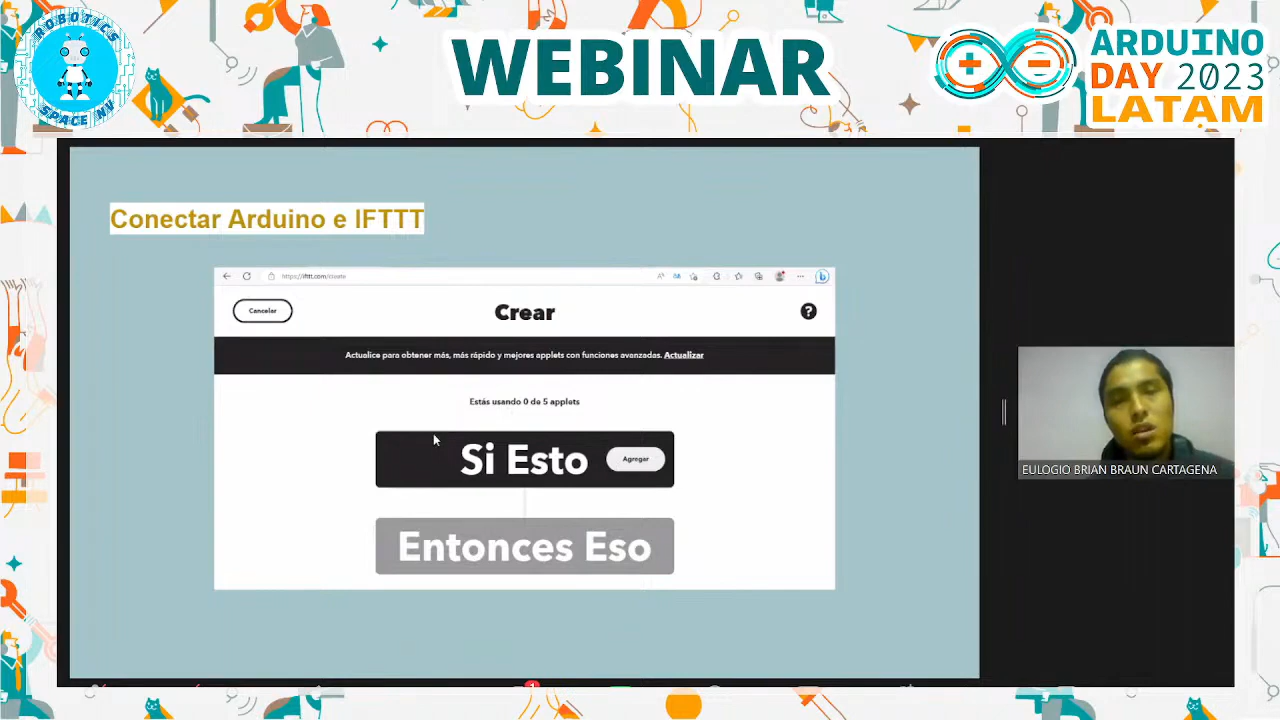 ROBOTICS
SPACE NV
WEBINAR
ARDUINO
DAY 2023
LATAM
Conectar Arduino e IFTTT
https://ifttt.com/create
Cancelar
Crear
?
Actualice para obtener más, más rápido y mejores applets con funciones avanzadas. Actualizar
Estás usando 0 de 5 applets
Si Esto
Agregar
Entonces Eso
EULOGIO BRIAN BRAUN CARTAGENA